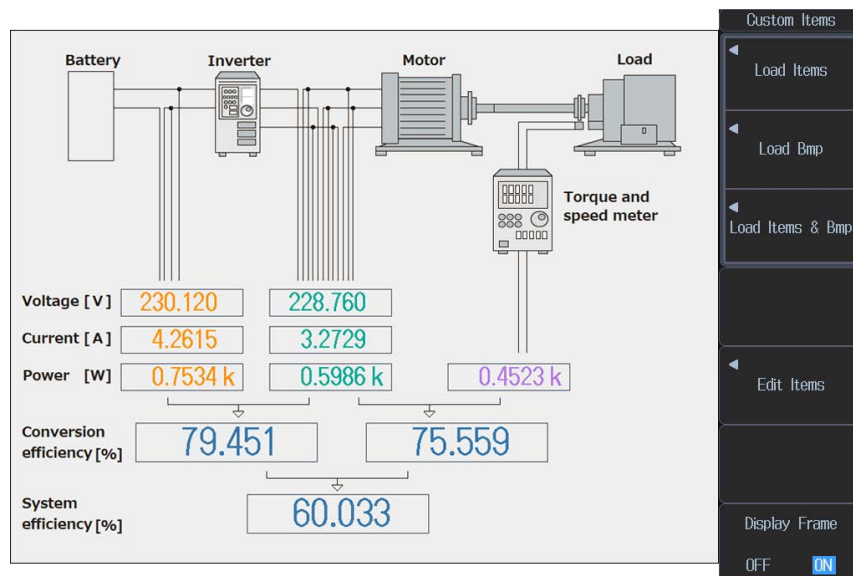 Custom Items
Battery Inverter Motor Load
Load Items
Load Bmp
Torque and
speed meter
Load Items & Bmp
Voltage [V] 230.120 228.760
Current [A] 4.2615 3.2729
Power [W] 0.7534 k 0.5986 k 0.4523 k
Edit Items
Conversion
efficiency [%]
79.451 75.559
System
efficiency [%]
60.033
Display Frame
OFF ON